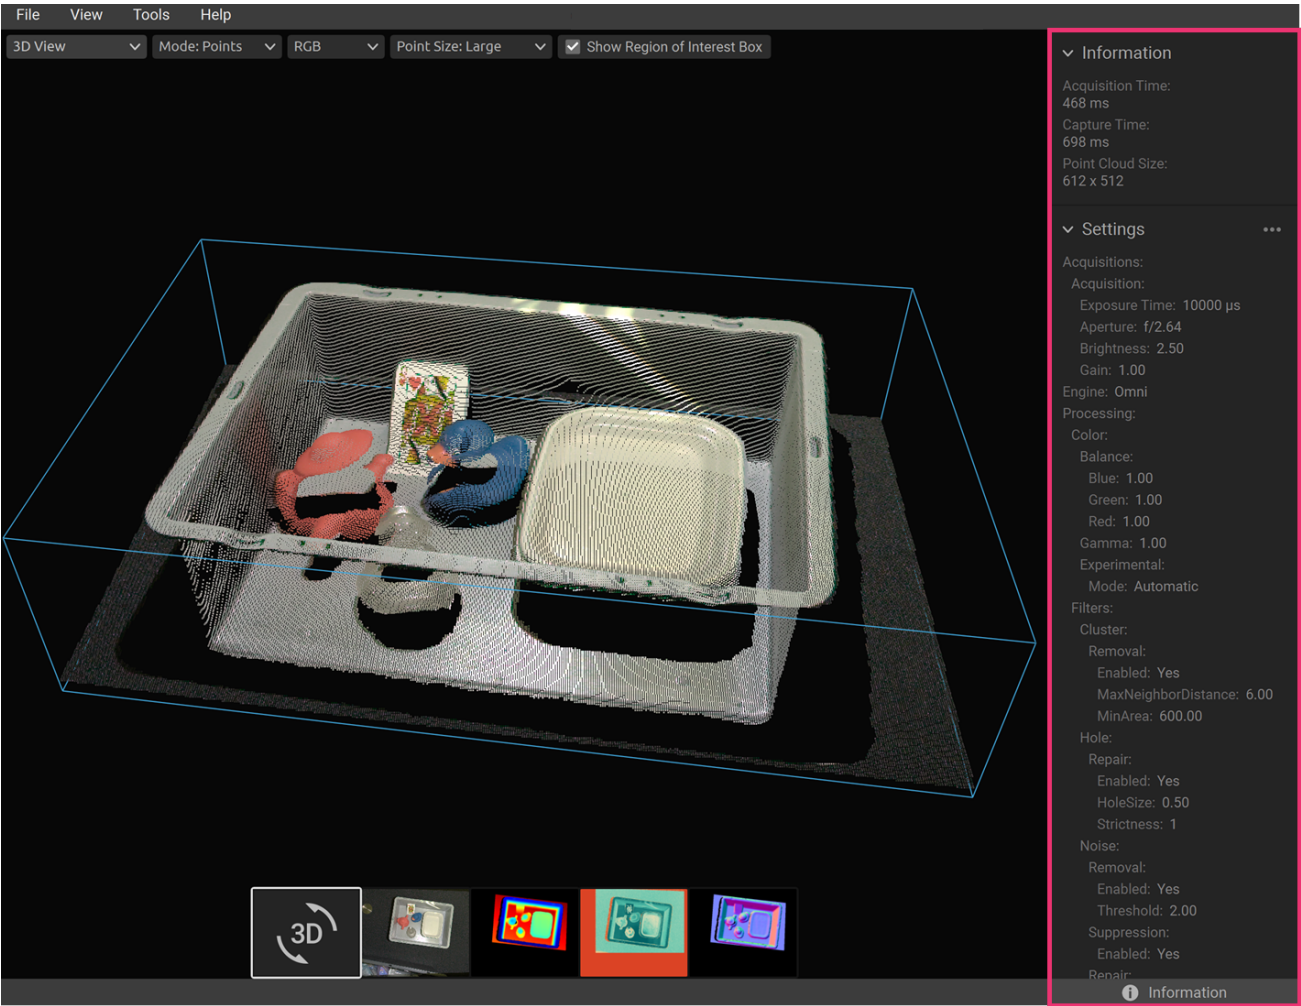 File View Tools Help
3D View Mode: Points RGB Point Size: Large Show Region of Interest Box
Information
Acquisition Time:
468 ms
Capture Time:
698 ms
Point Cloud Size:
612 x 512
Settings
Acquisitions:
Acquisition:
Exposure Time: 10000 µs
Aperture: f/2.64
Brightness: 2.50
Gain: 1.00
Engine: Omni
Processing:
Color:
Balance:
Blue: 1.00
Green: 1.00
Red: 1.00
Gamma: 1.00
Experimental:
Mode: Automatic
Filters:
Cluster:
Removal:
Enabled: Yes
MaxNeighborDistance: 6.00
MinArea: 600.00
Hole:
Repair:
Enabled: Yes
HoleSize: 0.50
Strictness: 1
Noise:
Removal:
Enabled: Yes
Threshold: 2.00
Suppression:
Enabled: Yes
Repair:
3D
Information